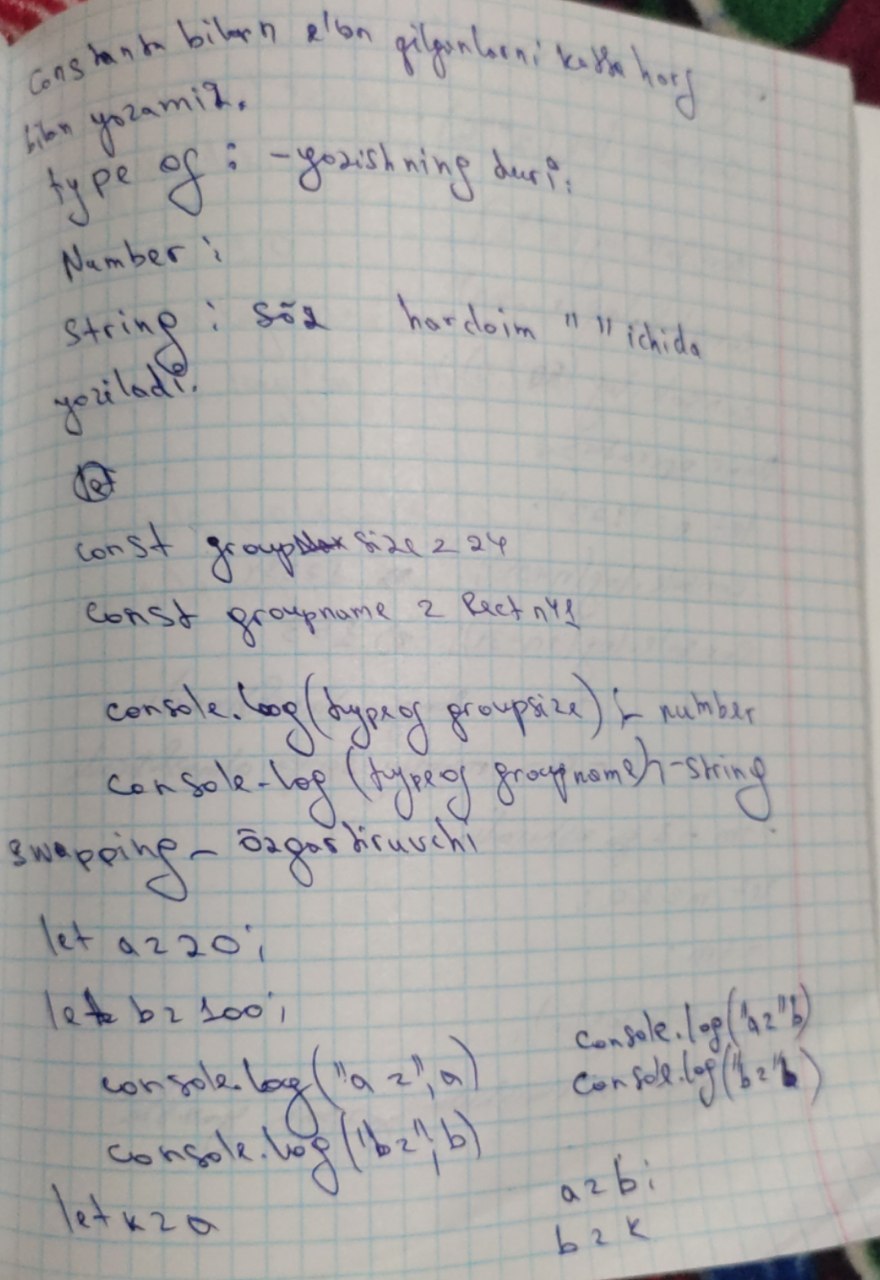 constanta bilan e'lon qilganlarni katta harf
bilan yozamiz.
type of : - yozishning turi.
Number :
String : sõz hardoim " " ichida
yoziladi.
let
const groupsize = 24
const groupname = React n41
console.log(typeof groupsize) - number
console.log (typeof groupname) - string
swapping - õzgartiruvchi
let a = 20;
let b = 100;
console.log("a =", a)
console.log("b =", b)
let k = a
console.log("a =" b)
console.log("b =" )
a = b;
b = k